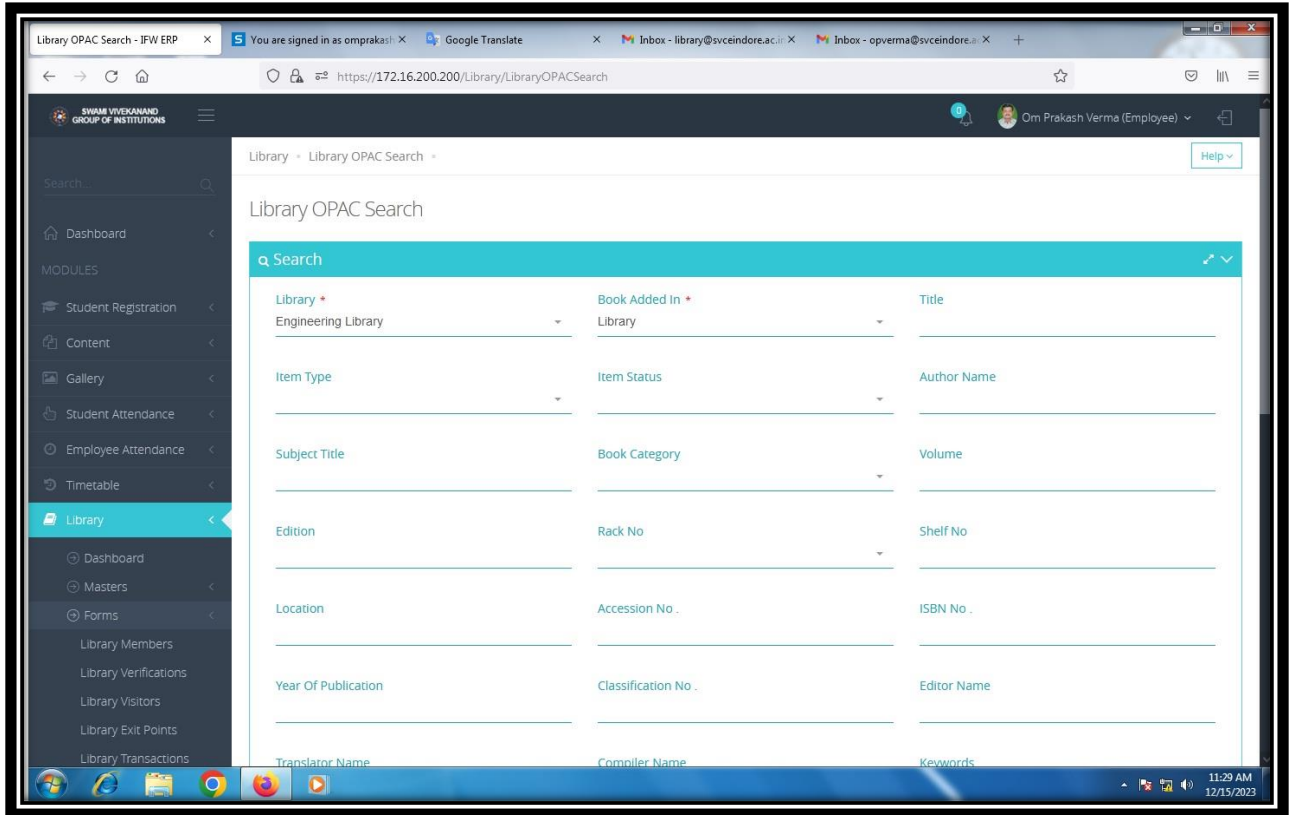 Library OPAC Search - IFW ERP
You are signed in as omprakash
Google Translate
Inbox - library@svceindore.ac.in
Inbox - opverma@svceindore.ac
https://172.16.200.200/Library/LibraryOPACSearch
SWAMI VIVEKANAND
GROUP OF INSTITUTIONS
0
Om Prakash Verma (Employee)
Library Library OPAC Search
Help
Search...
Library OPAC Search
Dashboard
MODULES
Student Registration
Content
Gallery
Student Attendance
Employee Attendance
Timetable
Library
Dashboard
Masters
Forms
Library Members
Library Verifications
Library Visitors
Library Exit Points
Library Transactions
Search
Library * Book Added In * Title
Engineering Library Library
Item Type Item Status Author Name
Subject Title Book Category Volume
Edition Rack No Shelf No
Location Accession No . ISBN No .
Year Of Publication Classification No . Editor Name
Translator Name Compiler Name Keywords
11:29 AM
12/15/2023